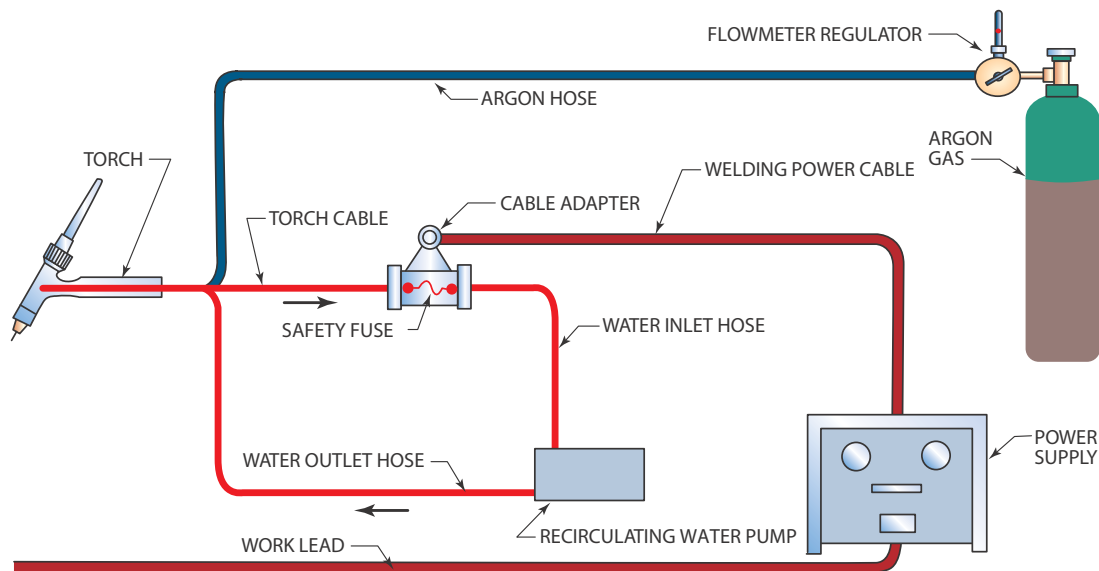 FLOWMETER REGULATOR
ARGON HOSE
ARGON
GAS
TORCH
WELDING POWER CABLE
CABLE ADAPTER
TORCH CABLE
SAFETY FUSE
WATER INLET HOSE
POWER
SUPPLY
WATER OUTLET HOSE
RECIRCULATING WATER PUMP
WORK LEAD